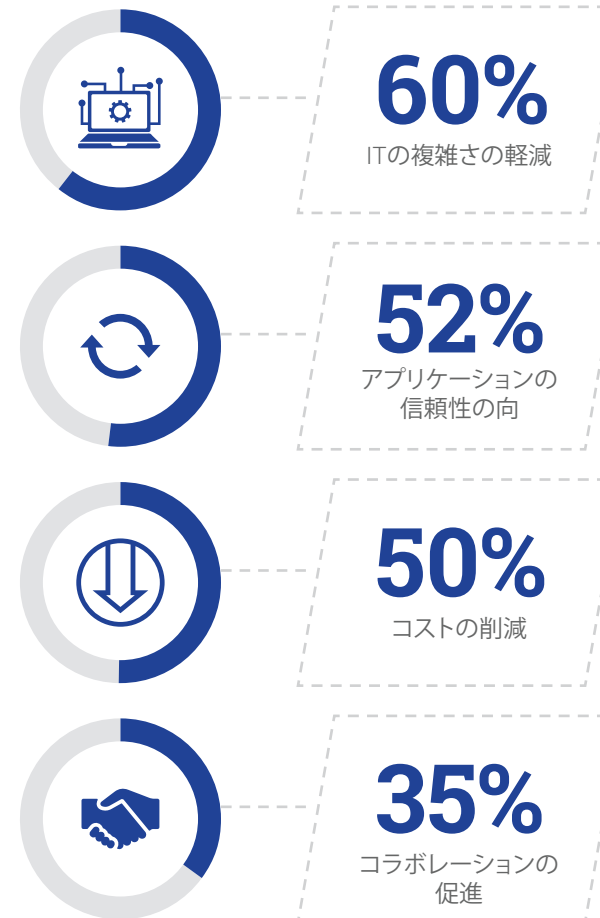 60%
ITの複雑さの軽減
52%
アプリケーションの
信頼性の向
50%
コストの削減
35%
コラボレーションの
促進